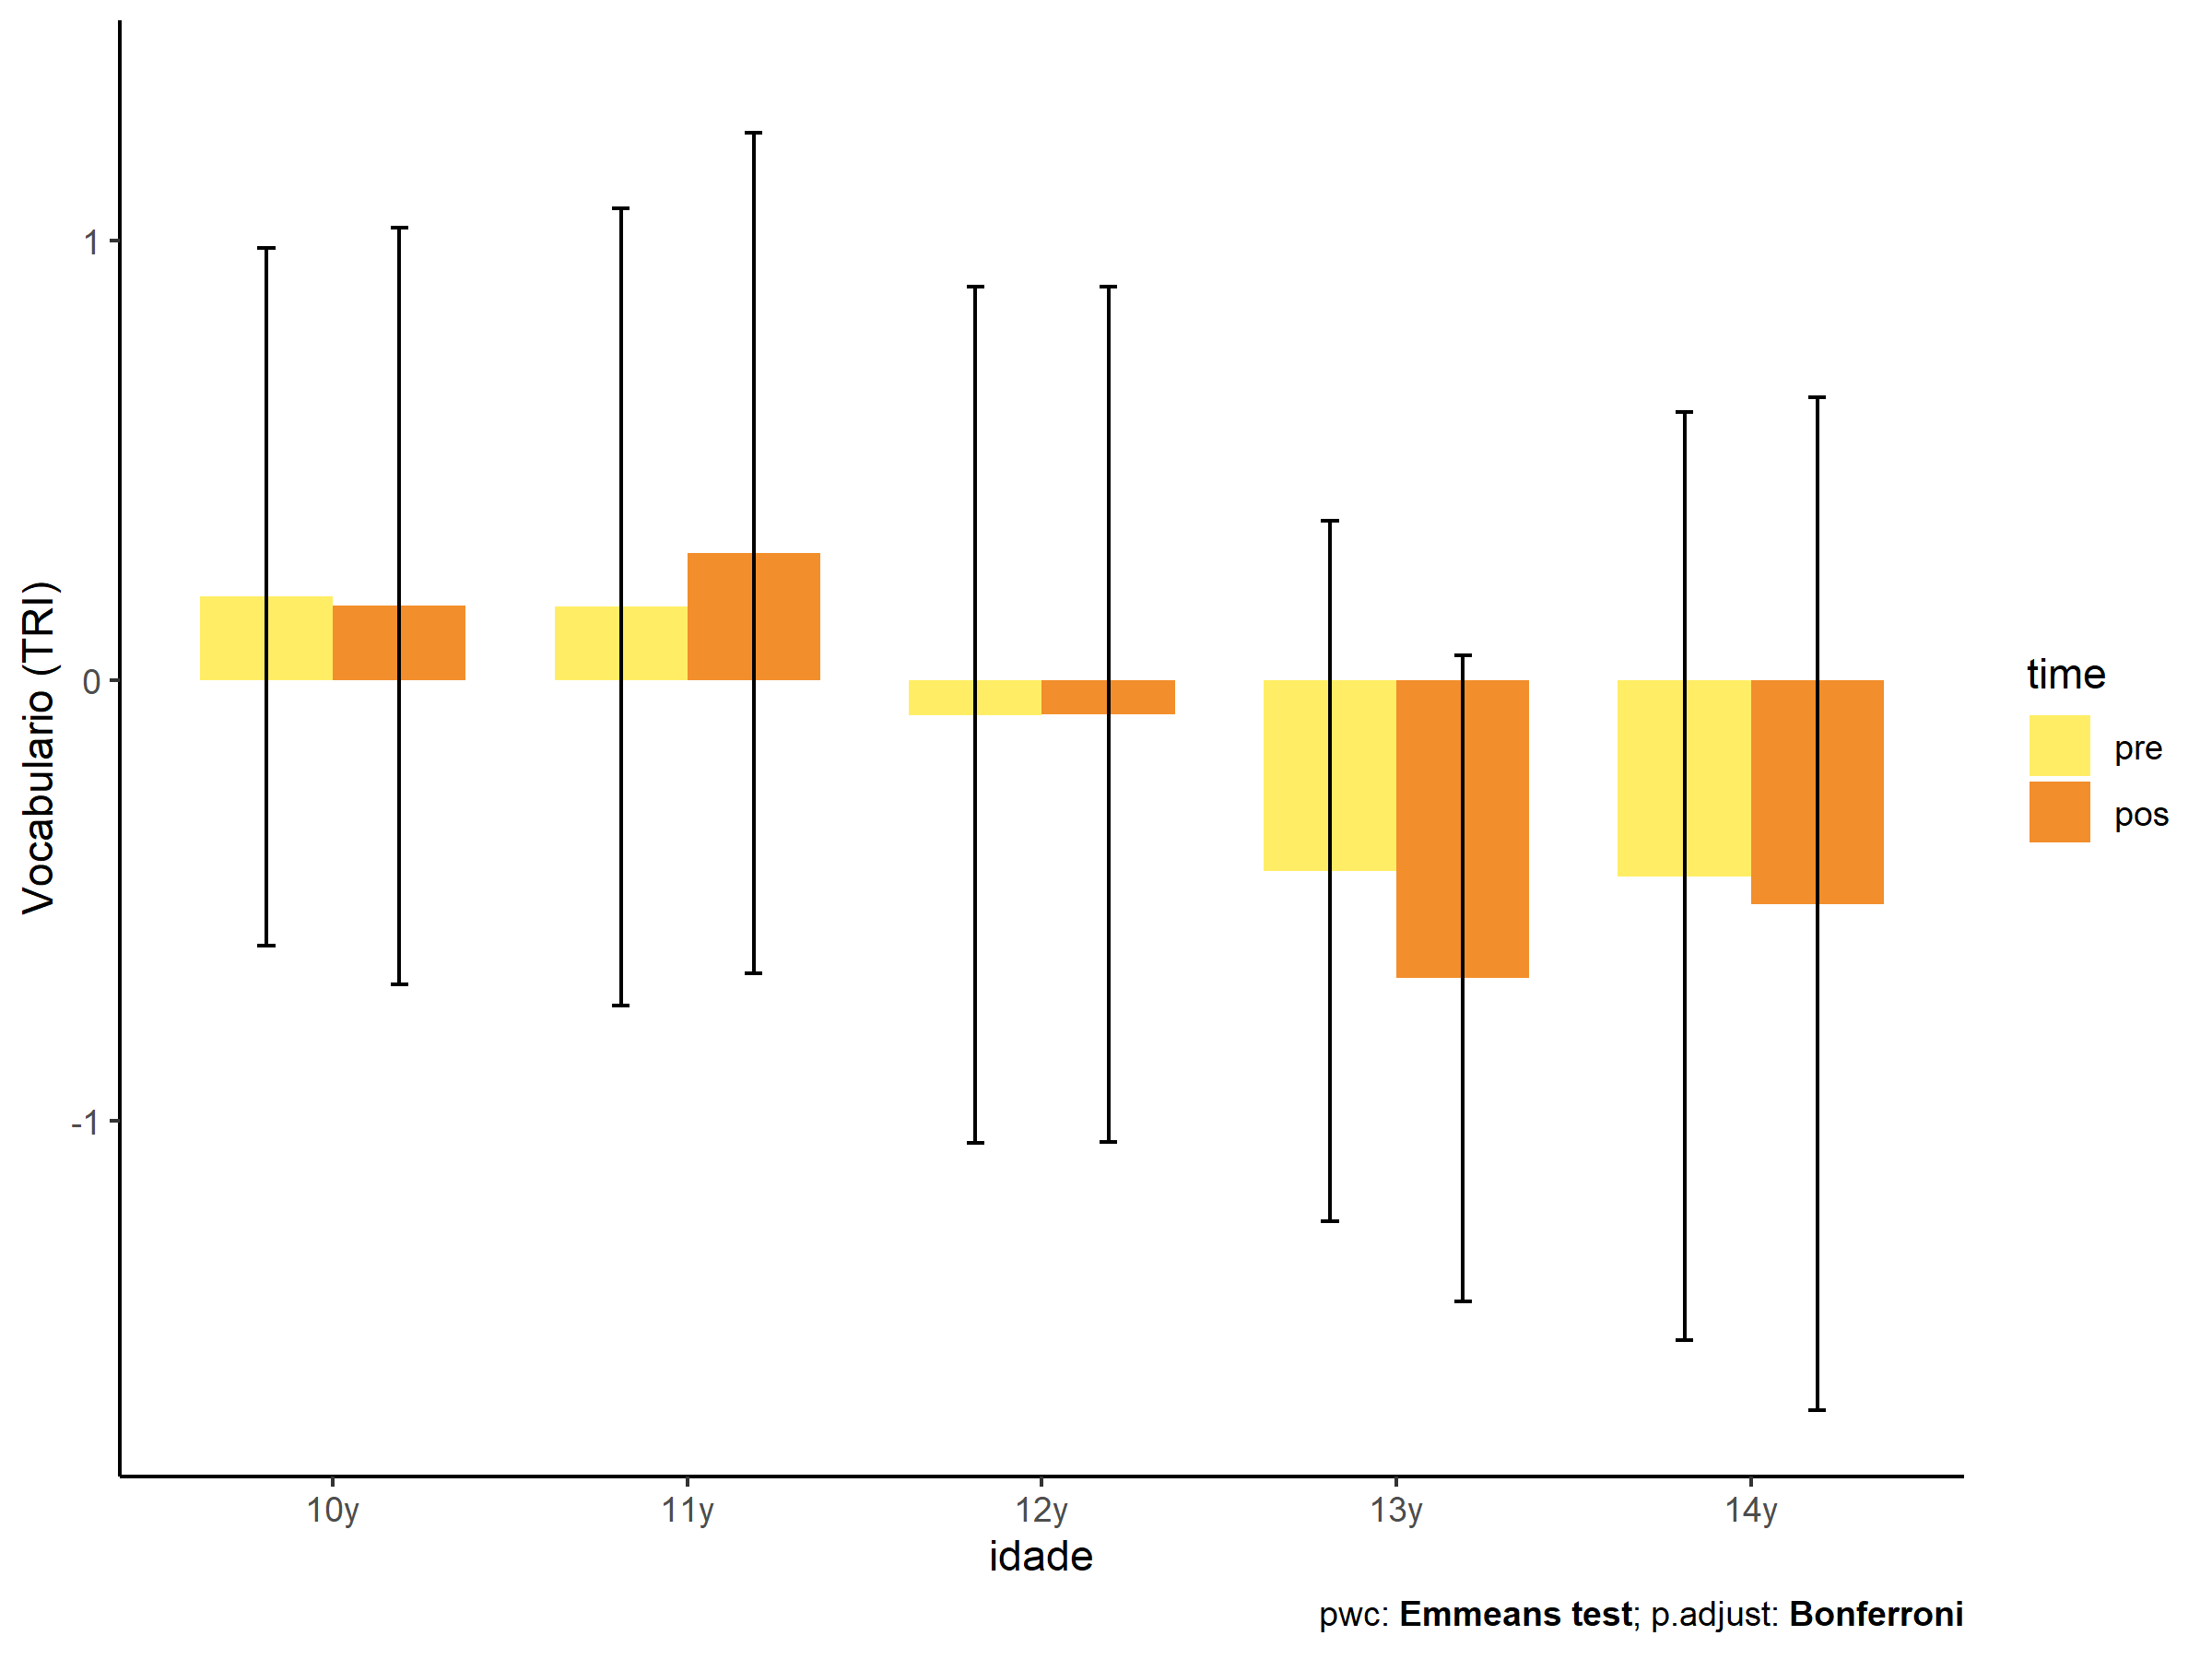 Vocabulario (TRI)
1
0
-1
10y 11y 12y 13y 14y
idade
time
pre
pos
pwc: Emmeans test; p.adjust: Bonferroni